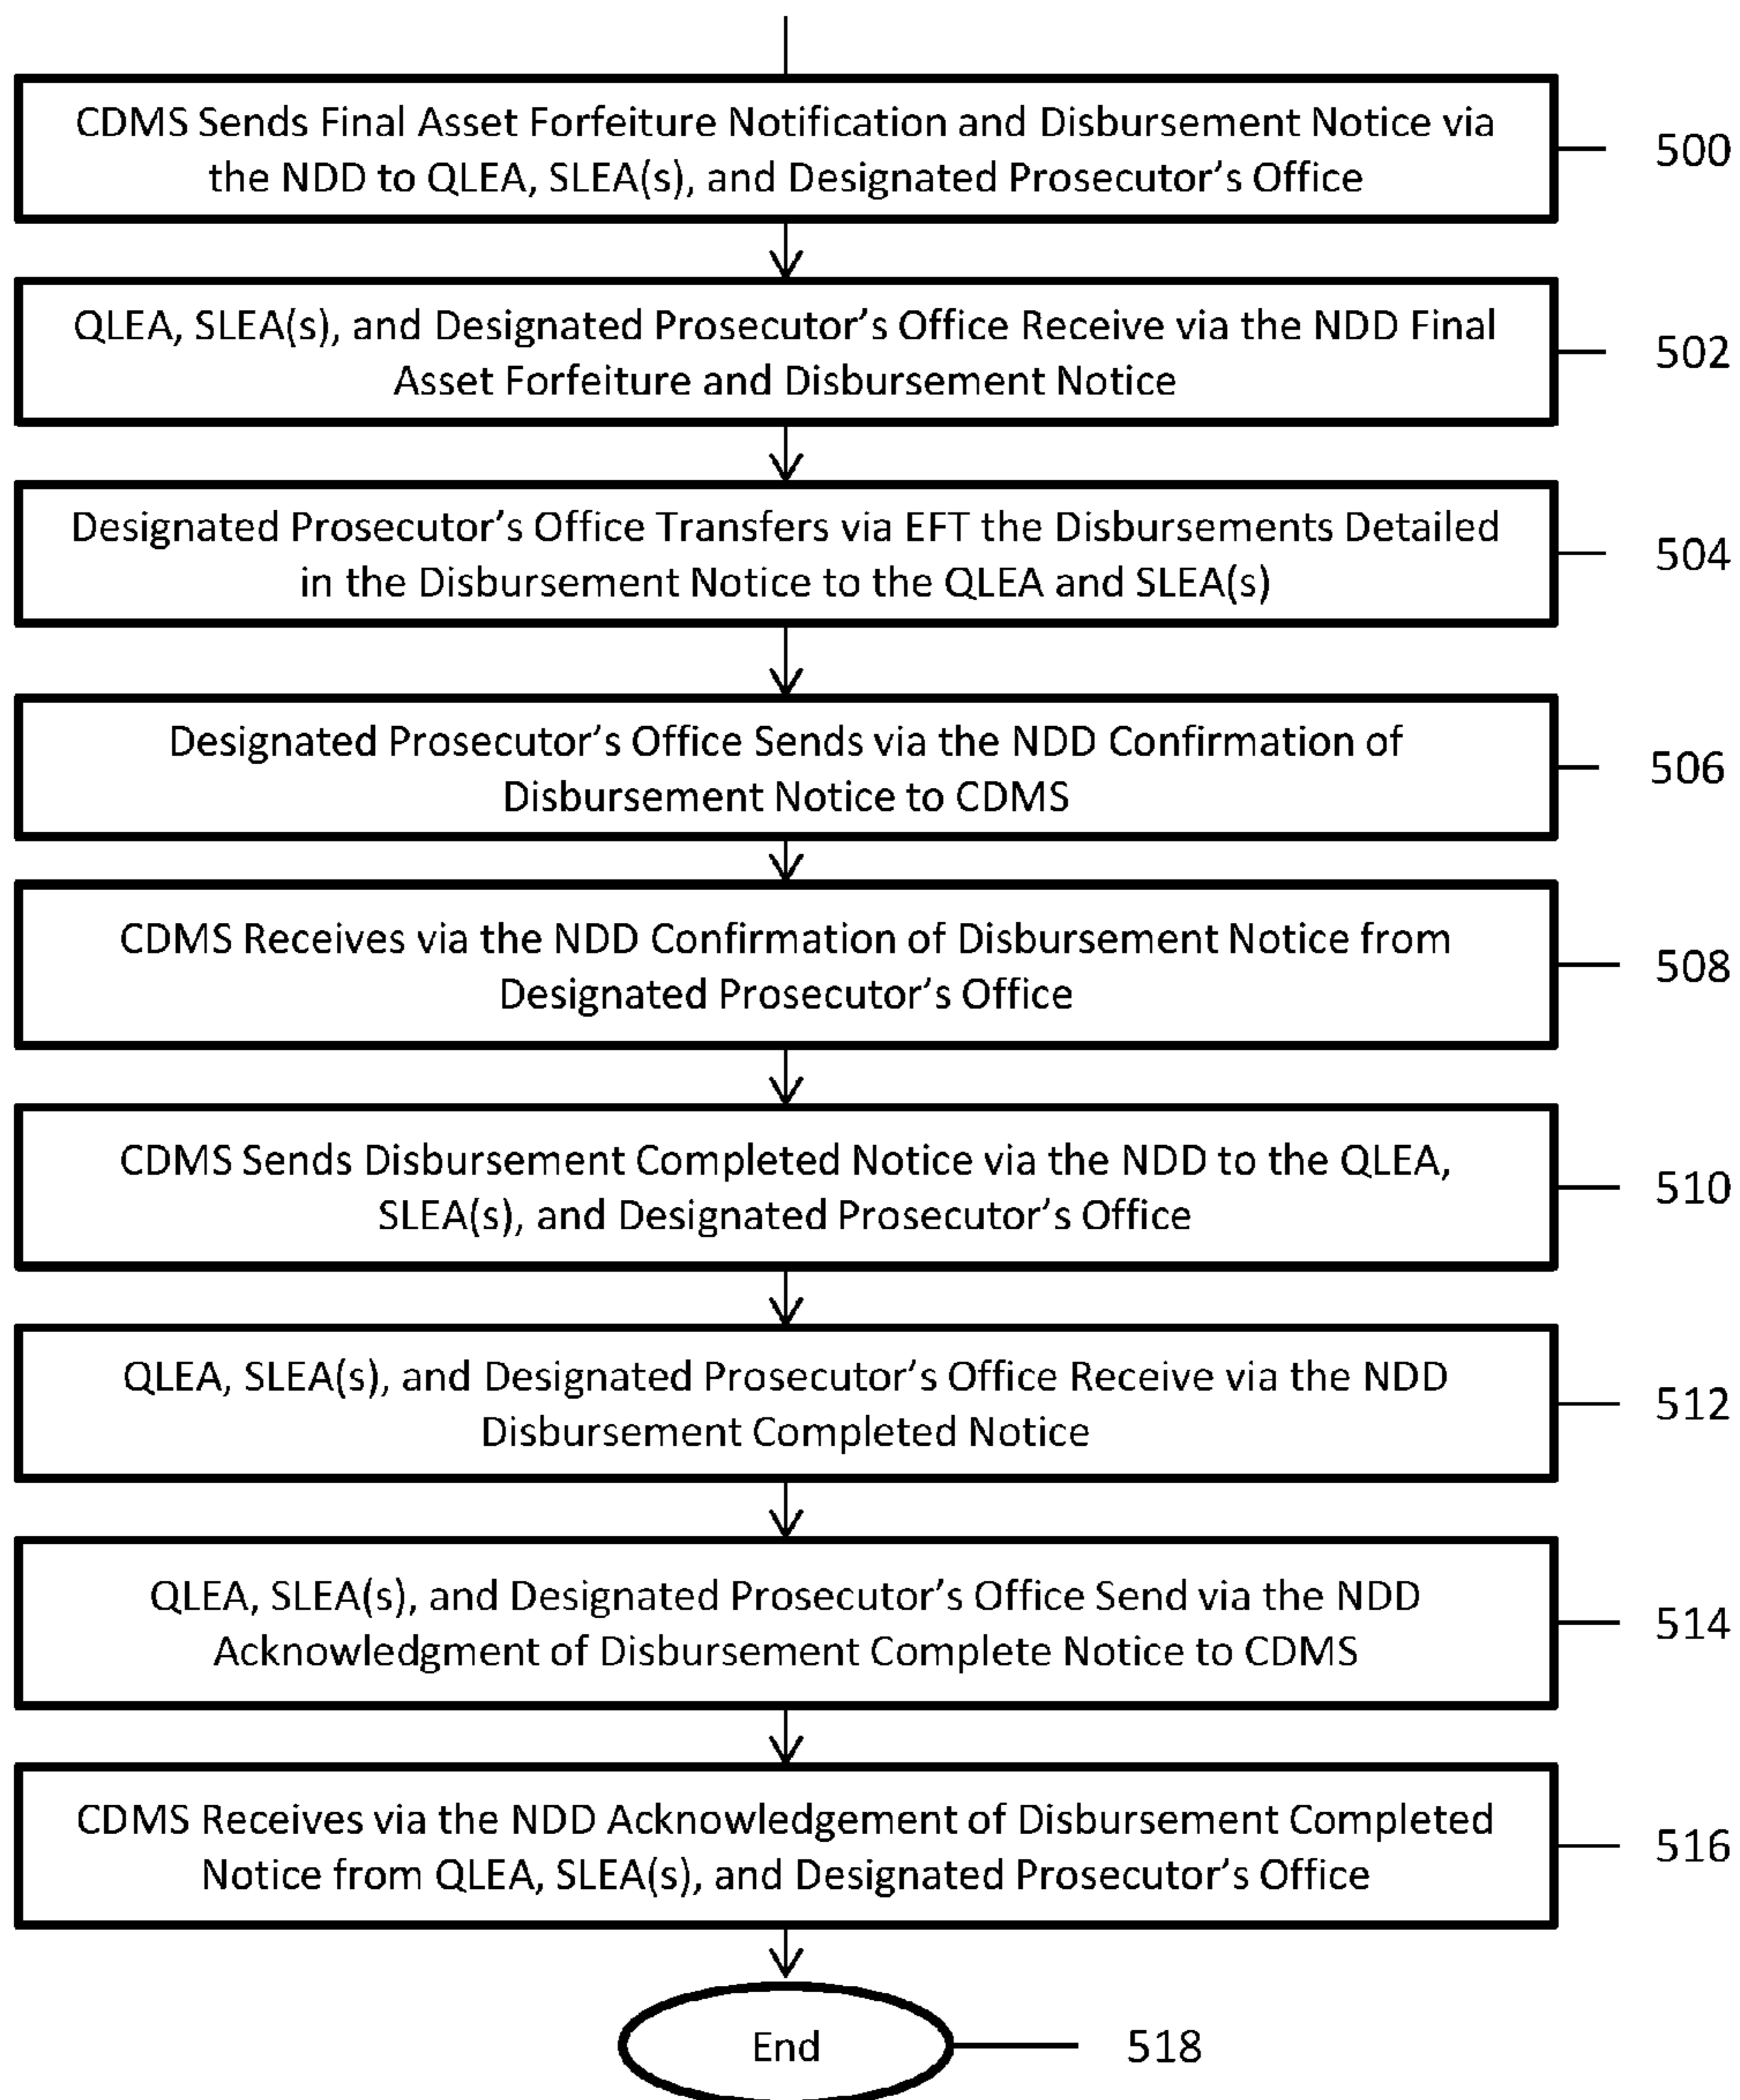 CDMS Sends Final Asset Forfeiture Notification and Disbursement Notice via
the NDD to QLEA, SLEA(s), and Designated Prosecutor's Office
500
QLEA, SLEA(s), and Designated Prosecutor's Office Receive via the NDD Final
Asset Forfeiture and Disbursement Notice
502
Designated Prosecutor's Office Transfers via EFT the Disbursements Detailed
in the Disbursement Notice to the QLEA and SLEA(s)
504
Designated Prosecutor's Office Sends via the NDD Confirmation of
Disbursement Notice to CDMS
506
CDMS Receives via the NDD Confirmation of Disbursement Notice from
Designated Prosecutor's Office
508
CDMS Sends Disbursement Completed Notice via the NDD to the QLEA,
SLEA(s), and Designated Prosecutor's Office
510
QLEA, SLEA(s), and Designated Prosecutor's Office Receive via the NDD
Disbursement Completed Notice
512
QLEA, SLEA(s), and Designated Prosecutor's Office Send via the NDD
Acknowledgment of Disbursement Complete Notice to CDMS
514
CDMS Receives via the NDD Acknowledgement of Disbursement Completed
Notice from QLEA, SLEA(s), and Designated Prosecutor's Office
516
End
518